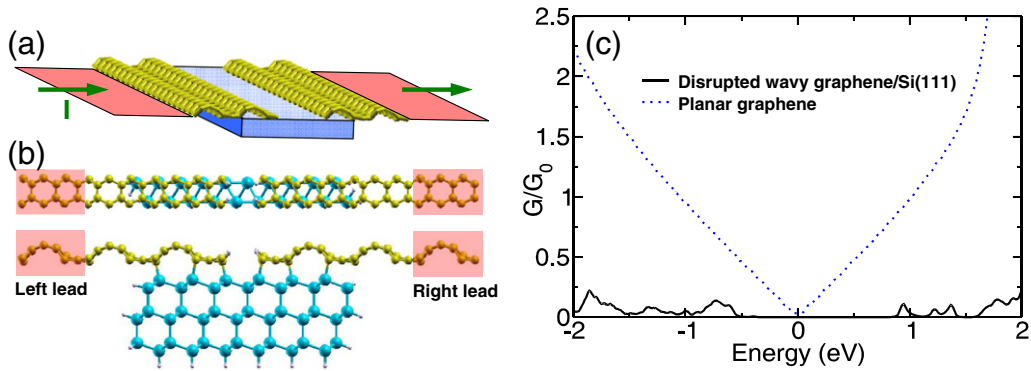 (a)
I
(b)
Left lead
Right lead
(c)
2.5
2
1.5
1
0.5
0
G/G0
Disrupted wavy graphene/Si(111)
Planar graphene
-2
-1
0
1
2
Energy (eV)